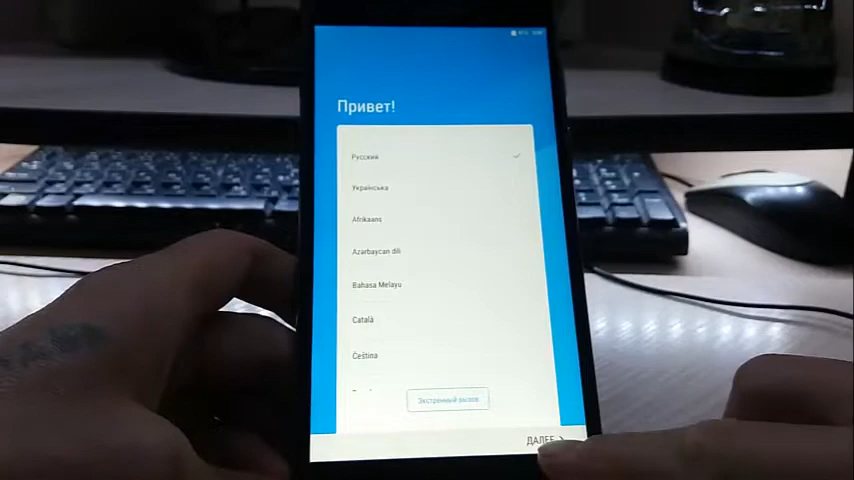 Привет!
Русский
Українська
Afrikaans
Azərbaycan dili
Bahasa Melayu
Català
Čeština
Экстренный вызов
ДАЛЕЕ